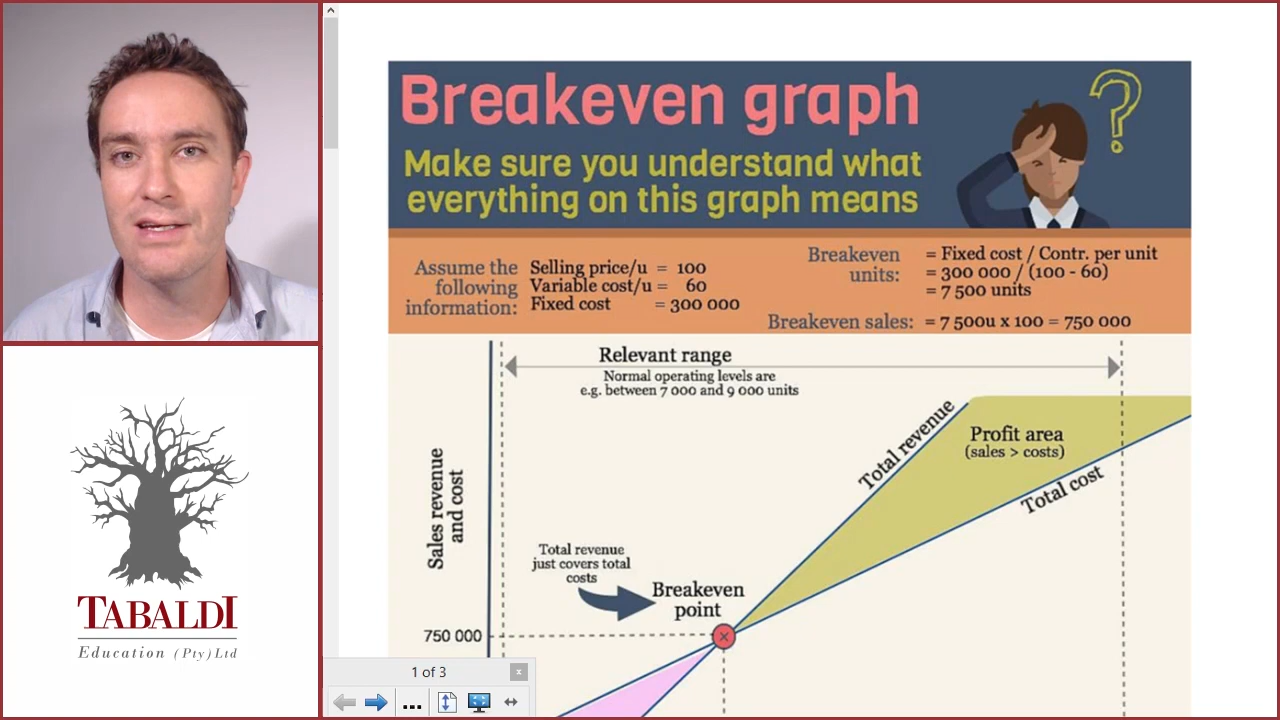 Breakeven graph
Make sure you understand what
everything on this graph means
?
Assume the
following
information:
Selling price/u = 100
Variable cost/u = 60
Fixed cost = 300 000
Breakeven
units:
= Fixed cost / Contr. per unit
= 300 000 / (100 - 60)
= 7 500 units
Breakeven sales: = 7 500u x 100 = 750 000
Relevant range
Normal operating levels are
e.g. between 7 000 and 9 000 units
Sales revenue
and cost
Total revenue
Profit area
(sales > costs)
Total cost
Total revenue
just covers total
costs
Breakeven
point
750 000
TABALDI
Education (Pty) Ltd
1 of 3